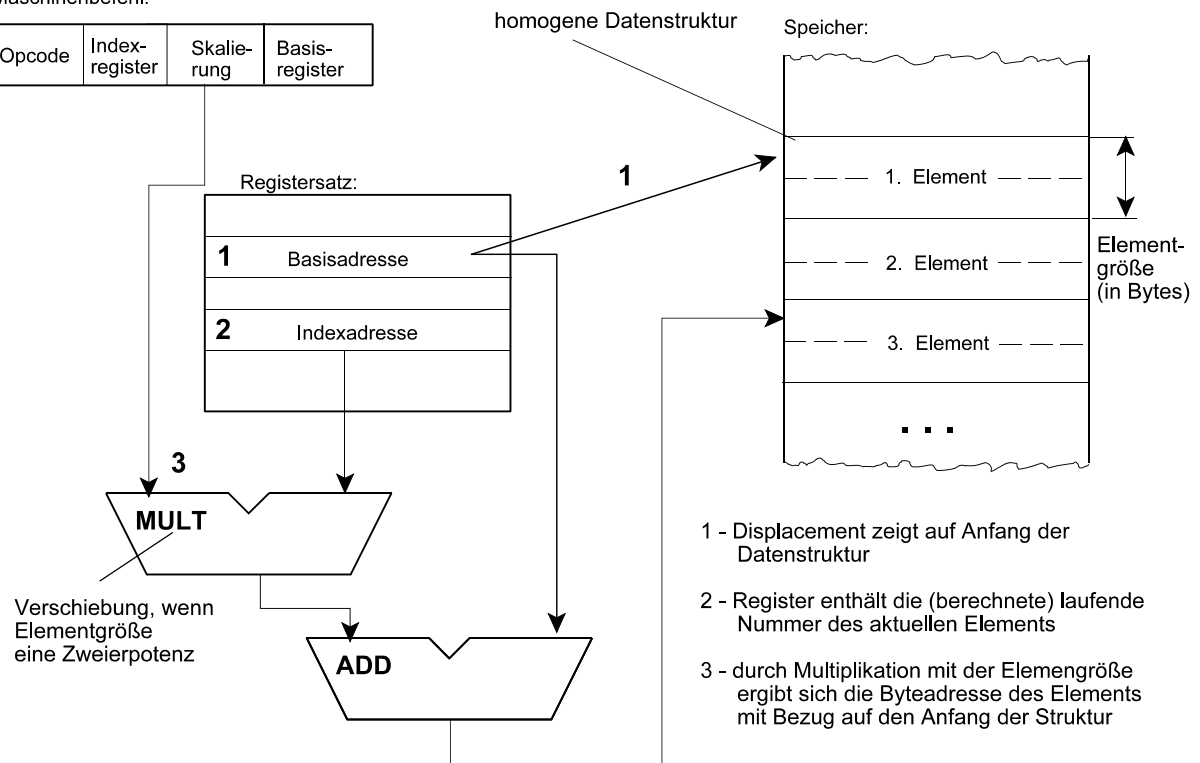 Maschinenbefehl:
Opcode
Index-
register
Skalie-
rung
Basis-
register
homogene Datenstruktur
Speicher:
Registersatz:
1
1. Element
1 Basisadresse
2. Element
Element-
größe
(in Bytes)
2 Indexadresse
3. Element
. . .
3
MULT
Verschiebung, wenn
Elementgröße
eine Zweierpotenz
ADD
1 - Displacement zeigt auf Anfang der
Datenstruktur
2 - Register enthält die (berechnete) laufende
Nummer des aktuellen Elements
3 - durch Multiplikation mit der Elemengröße
ergibt sich die Byteadresse des Elements
mit Bezug auf den Anfang der Struktur